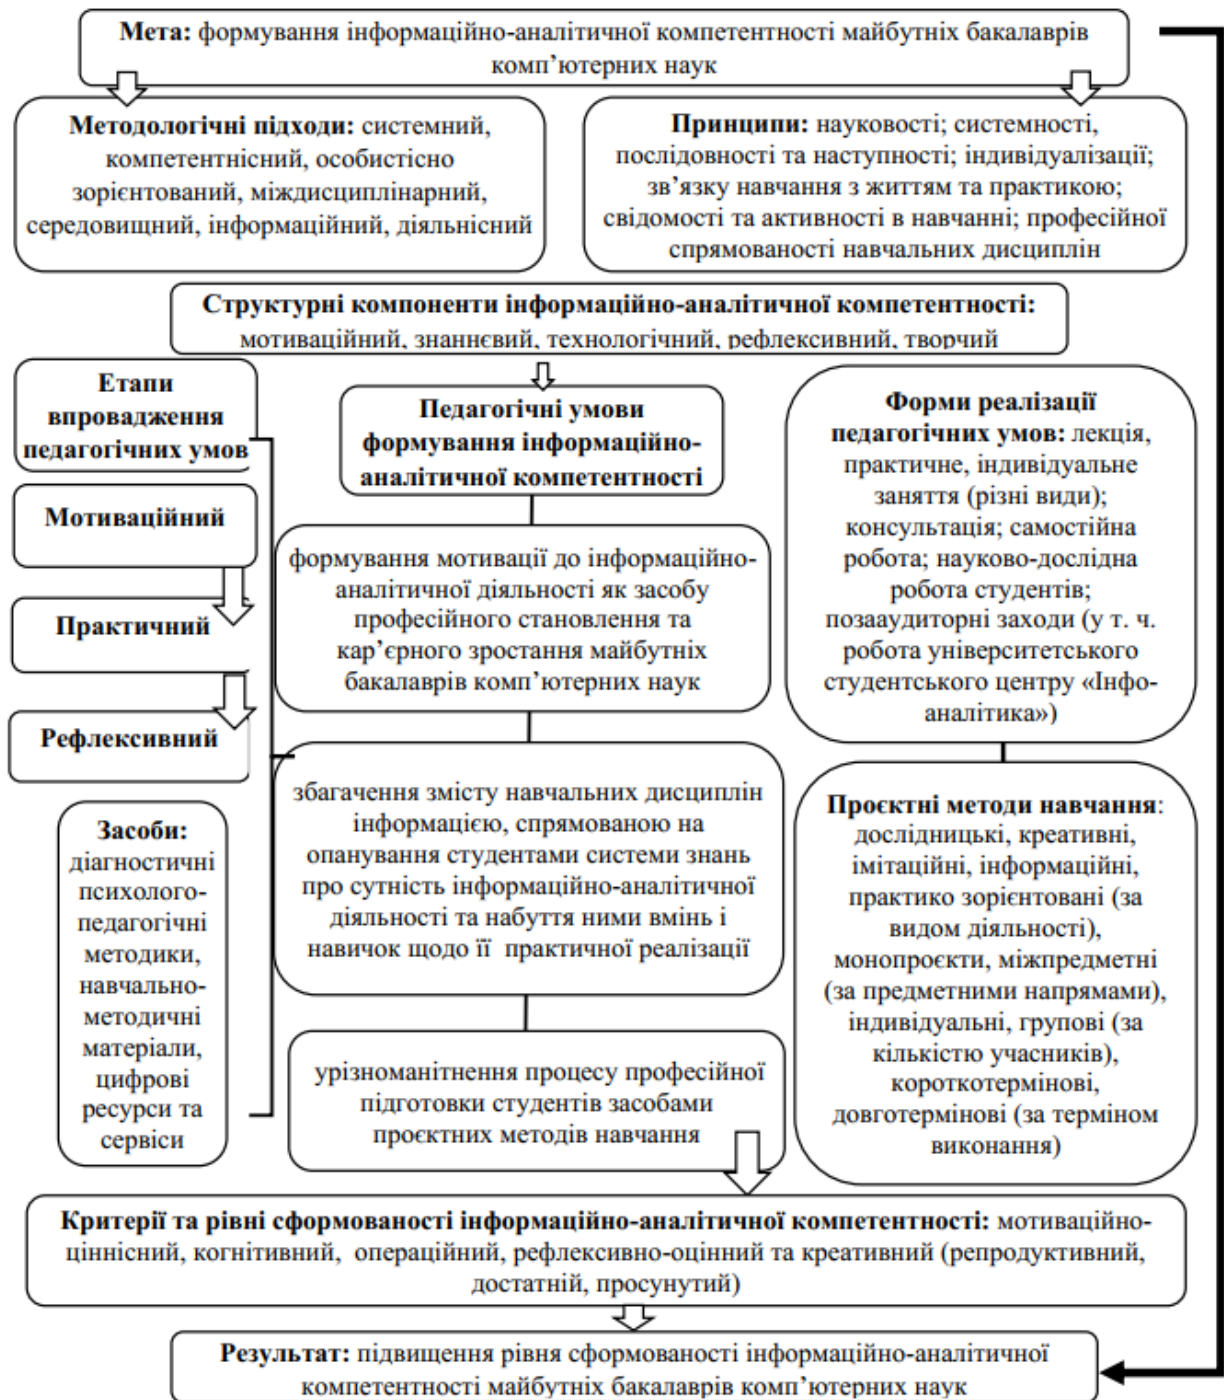 Мета: формування інформаційно-аналітичної компетентності майбутніх бакалаврів
комп’ютерних наук
Методологічні підходи: системний,
компетентнісний, особистісно
зорієнтований, міждисциплінарний,
середовищний, інформаційний, діяльнісний
Принципи: науковості; системності,
послідовності та наступності; індивідуалізації;
зв’язку навчання з життям та практикою;
свідомості та активності в навчанні; професійної
спрямованості навчальних дисциплін
Структурні компоненти інформаційно-аналітичної компетентності:
мотиваційний, знаннєвий, технологічний, рефлексивний, творчий
Етапи
впровадження
педагогічних умов
Мотиваційний
Практичний
Рефлексивний
Засоби:
діагностичні
психолого-
педагогічні
методики,
навчально-
методичні
матеріали,
цифрові
ресурси та
сервіси
Педагогічні умови
формування інформаційно-
аналітичної компетентності
формування мотивації до інформаційно-
аналітичної діяльності як засобу
професійного становлення та
кар’єрного зростання майбутніх
бакалаврів комп’ютерних наук
збагачення змісту навчальних дисциплін
інформацією, спрямованою на
опанування студентами системи знань
про сутність інформаційно-аналітичної
діяльності та набуття ними вмінь і
навичок щодо її практичної реалізації
урізноманітнення процесу професійної
підготовки студентів засобами
проєктних методів навчання
Форми реалізації
педагогічних умов: лекція,
практичне, індивідуальне
заняття (різні види);
консультація; самостійна
робота; науково-дослідна
робота студентів;
позааудиторні заходи (у т. ч.
робота університетського
студентського центру «Інфо-
аналітика»)
Проєктні методи навчання:
дослідницькі, креативні,
імітаційні, інформаційні,
практико зорієнтовані (за
видом діяльності),
монопроєкти, міжпредметні
(за предметними напрямами),
індивідуальні, групові (за
кількістю учасників),
короткотермінові,
довготермінові (за терміном
виконання)
Критерії та рівні сформованості інформаційно-аналітичної компетентності: мотиваційно-
ціннісний, когнітивний, операційний, рефлексивно-оцінний та креативний (репродуктивний,
достатній, просунутий)
Результат: підвищення рівня сформованості інформаційно-аналітичної
компетентності майбутніх бакалаврів комп’ютерних наук